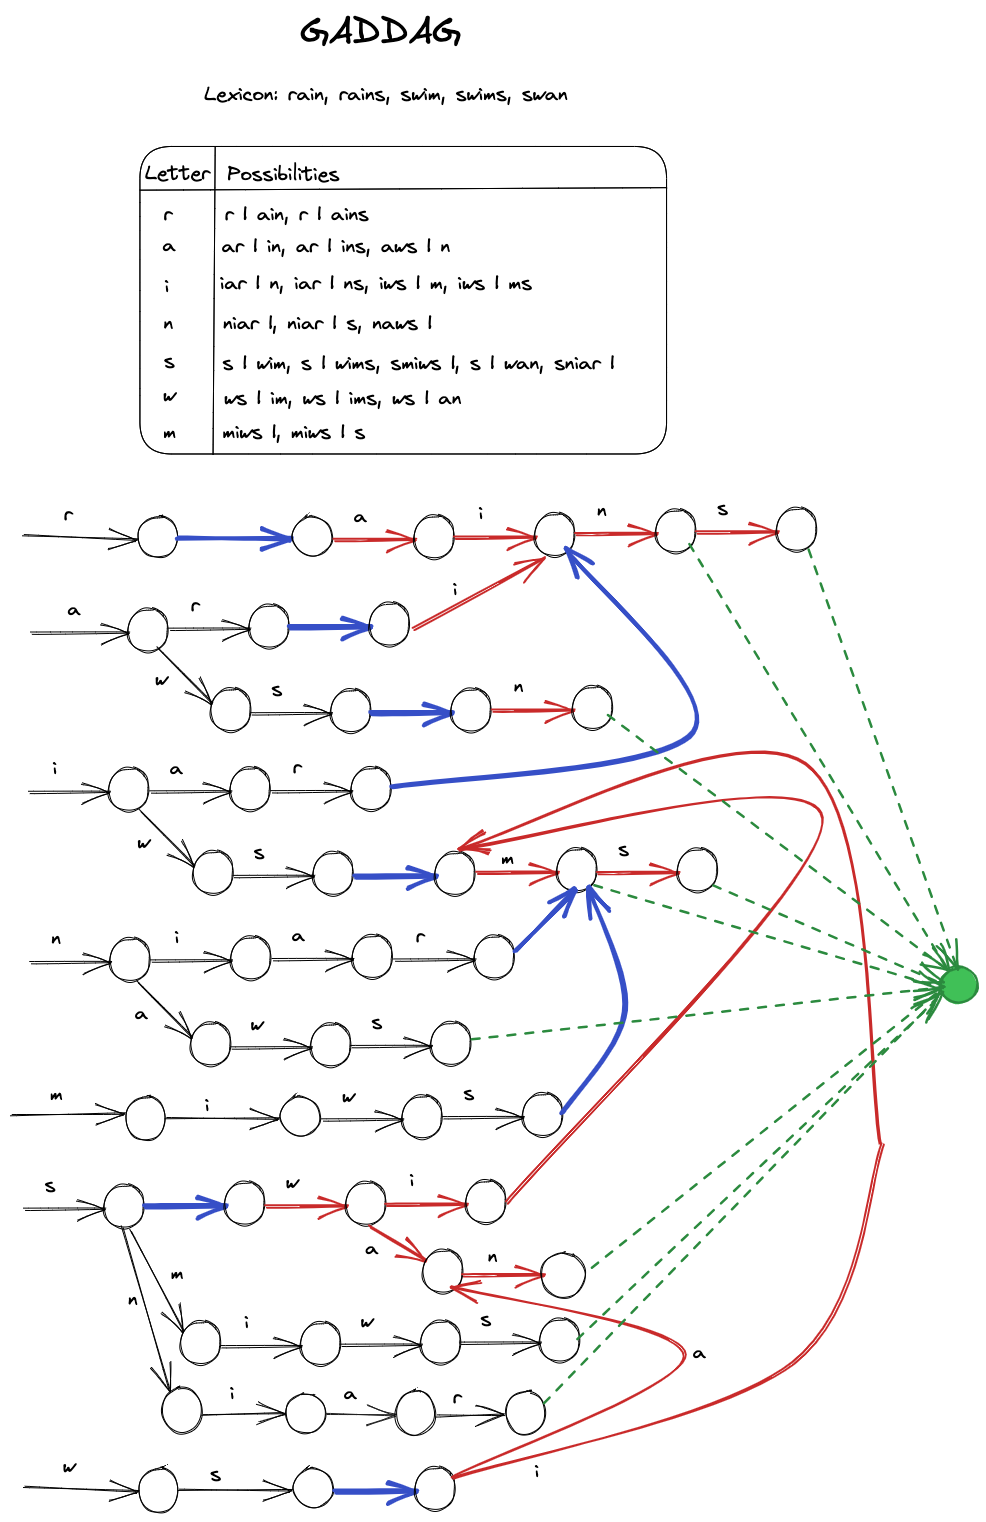 GADDAG
Lexicon: rain, rains, swim, swims, swan
Letter Possibilities
r r | ain, r | ains
a ar | in, ar | ins, aws | n
i iar | n, iar | ns, iws | m, iws | ms
n niar |, niar | s, naws |
s s | wim, s | wims, smiws |, s | wan, sniar |
w ws | im, ws | ims, ws | an
m miws |, miws | s
r a i n s
a r i
w s n
i a r
w s m s
n i a r
a w s
m i w s
s w i
a n
m i w s
n i a r
a
w s i